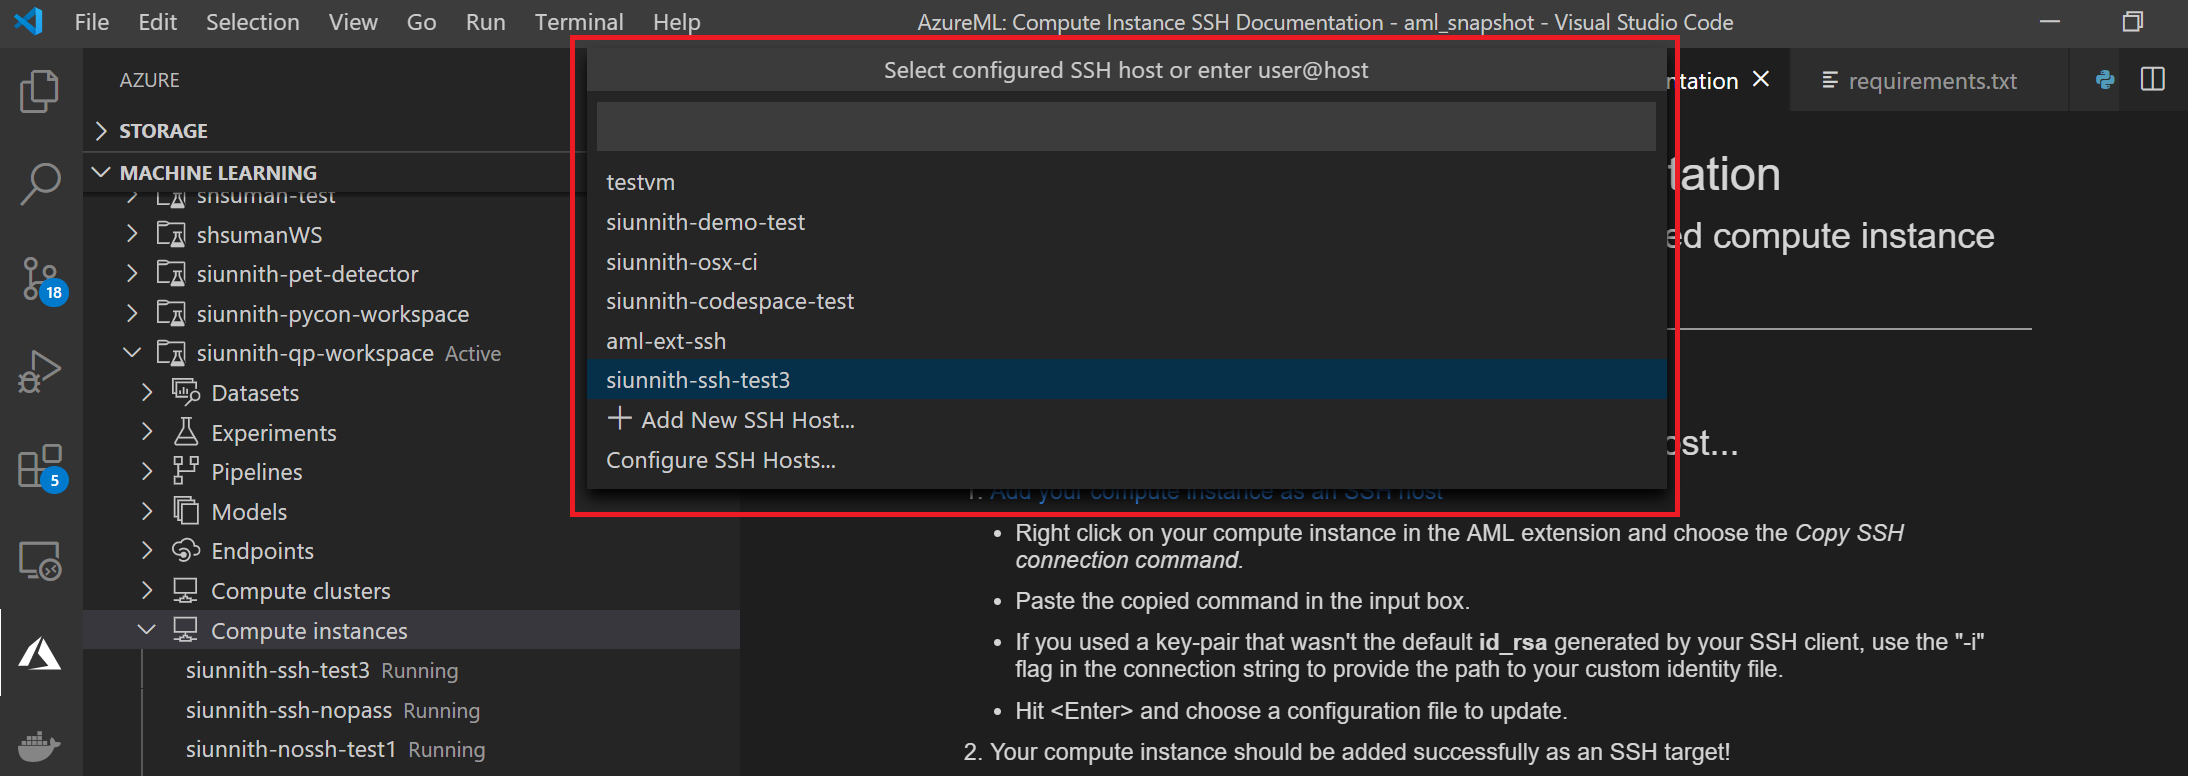 File Edit Selection View Go Run Terminal Help AzureML: Compute Instance SSH Documentation - aml_snapshot - Visual Studio Code
AZURE
STORAGE
MACHINE LEARNING
shsuman-test
shsumanWS
siunnith-pet-detector
siunnith-pycon-workspace
siunnith-qp-workspace Active
Datasets
Experiments
Pipelines
Models
Endpoints
Compute clusters
Compute instances
siunnith-ssh-test3 Running
siunnith-ssh-nopass Running
siunnith-nossh-test1 Running
18
5
Select configured SSH host or enter user@host
testvm
siunnith-demo-test
siunnith-osx-ci
siunnith-codespace-test
aml-ext-ssh
siunnith-ssh-test3
Add New SSH Host...
Configure SSH Hosts...
ntation requirements.txt
tation
ed compute instance
ost...
1. Add your compute instance as an SSH host
• Right click on your compute instance in the AML extension and choose the Copy SSH
connection command.
• Paste the copied command in the input box.
• If you used a key-pair that wasn't the default id_rsa generated by your SSH client, use the "-i"
flag in the connection string to provide the path to your custom identity file.
• Hit <Enter> and choose a configuration file to update.
2. Your compute instance should be added successfully as an SSH target!